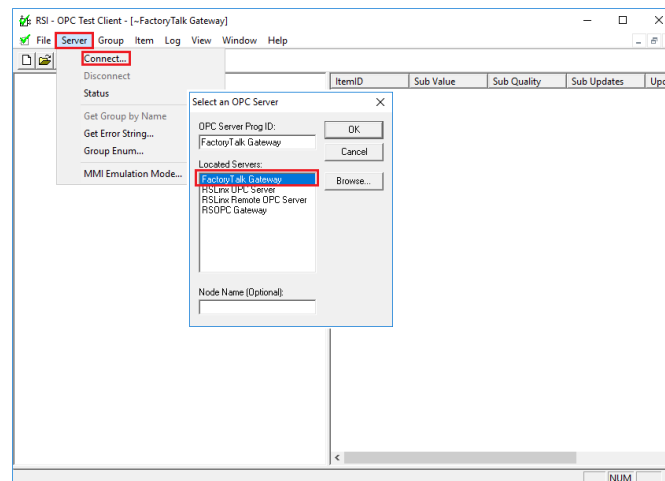 RSI - OPC Test Client - [~FactoryTalk Gateway]
File Server Group Item Log View Window Help
Connect...
Disconnect
Status
Get Group by Name
Get Error String...
Group Enum...
MMI Emulation Mode...
ItemID Sub Value Sub Quality Sub Updates Upd
Select an OPC Server
OPC Server Prog ID:
FactoryTalk Gateway
OK
Cancel
Located Servers:
FactoryTalk Gateway
RSLinx OPC Server
RSLinx Remote OPC Server
RSOPC Gateway
Browse...
Node Name (Optional):
NUM